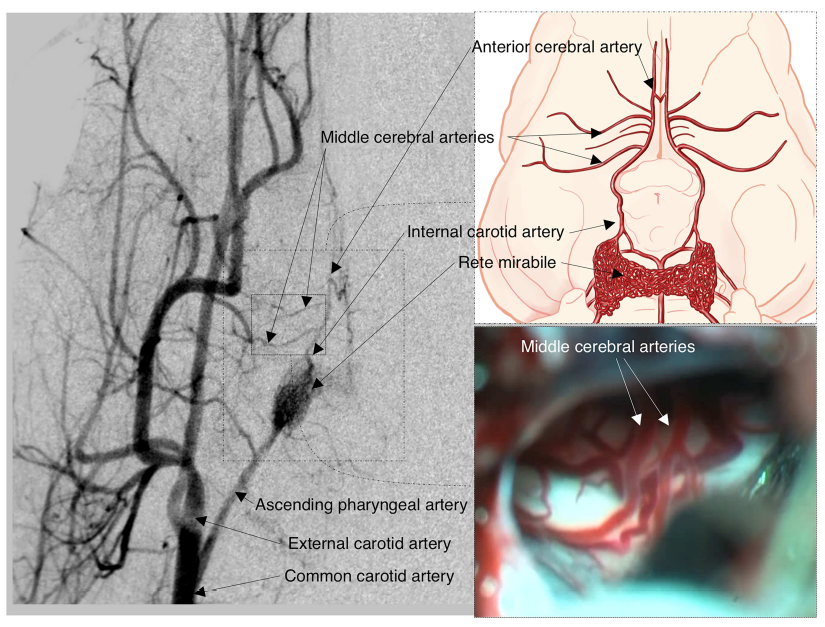 Anterior cerebral artery
Middle cerebral arteries
Internal carotid artery
Rete mirabile
Middle cerebral arteries
Ascending pharyngeal artery
External carotid artery
Common carotid artery